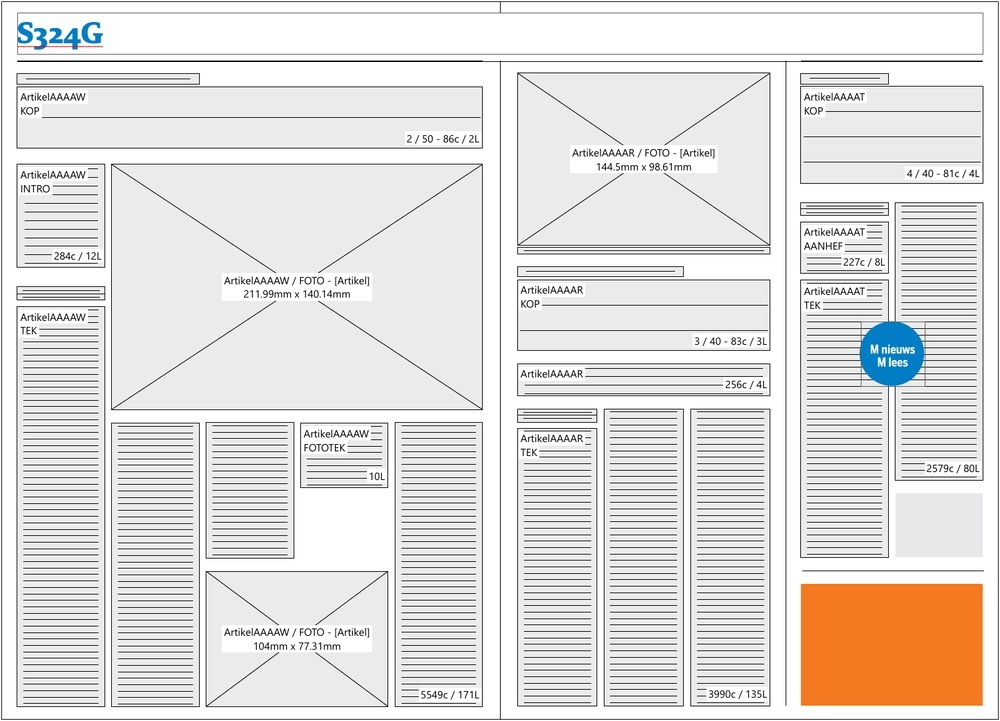 S324G
ArtikelAAAAW
KOP
2 / 50 - 86c / 2L
ArtikelAAAAW
INTRO
284c / 12L
ArtikelAAAAW / FOTO - [Artikel]
211.99mm x 140.14mm
ArtikelAAAAW
TEK
ArtikelAAAAW
FOTOTEK
10L
ArtikelAAAAW / FOTO - [Artikel]
104mm x 77.31mm
5549c / 171L
ArtikelAAAAR / FOTO - [Artikel]
144.5mm x 98.61mm
ArtikelAAAAR
KOP
3 / 40 - 83c / 3L
ArtikelAAAAR
256c / 4L
ArtikelAAAAR
TEK
3990c / 135L
ArtikelAAAAT
KOP
4 / 40 - 81c / 4L
ArtikelAAAAT
AANHEF
227c / 8L
ArtikelAAAAT
TEK
M nieuws
M lees
2579c / 80L